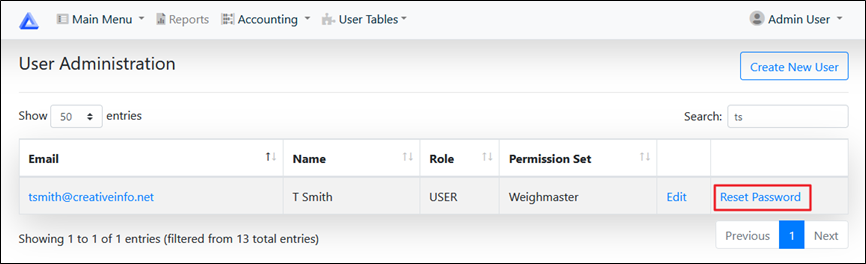 Main Menu Reports Accounting User Tables Admin User
User Administration Create New User
Show 50 entries Search: ts
Email Name Role Permission Set
tsmith@creativeinfo.net T Smith USER Weighmaster Edit Reset Password
Showing 1 to 1 of 1 entries (filtered from 13 total entries) Previous 1 Next